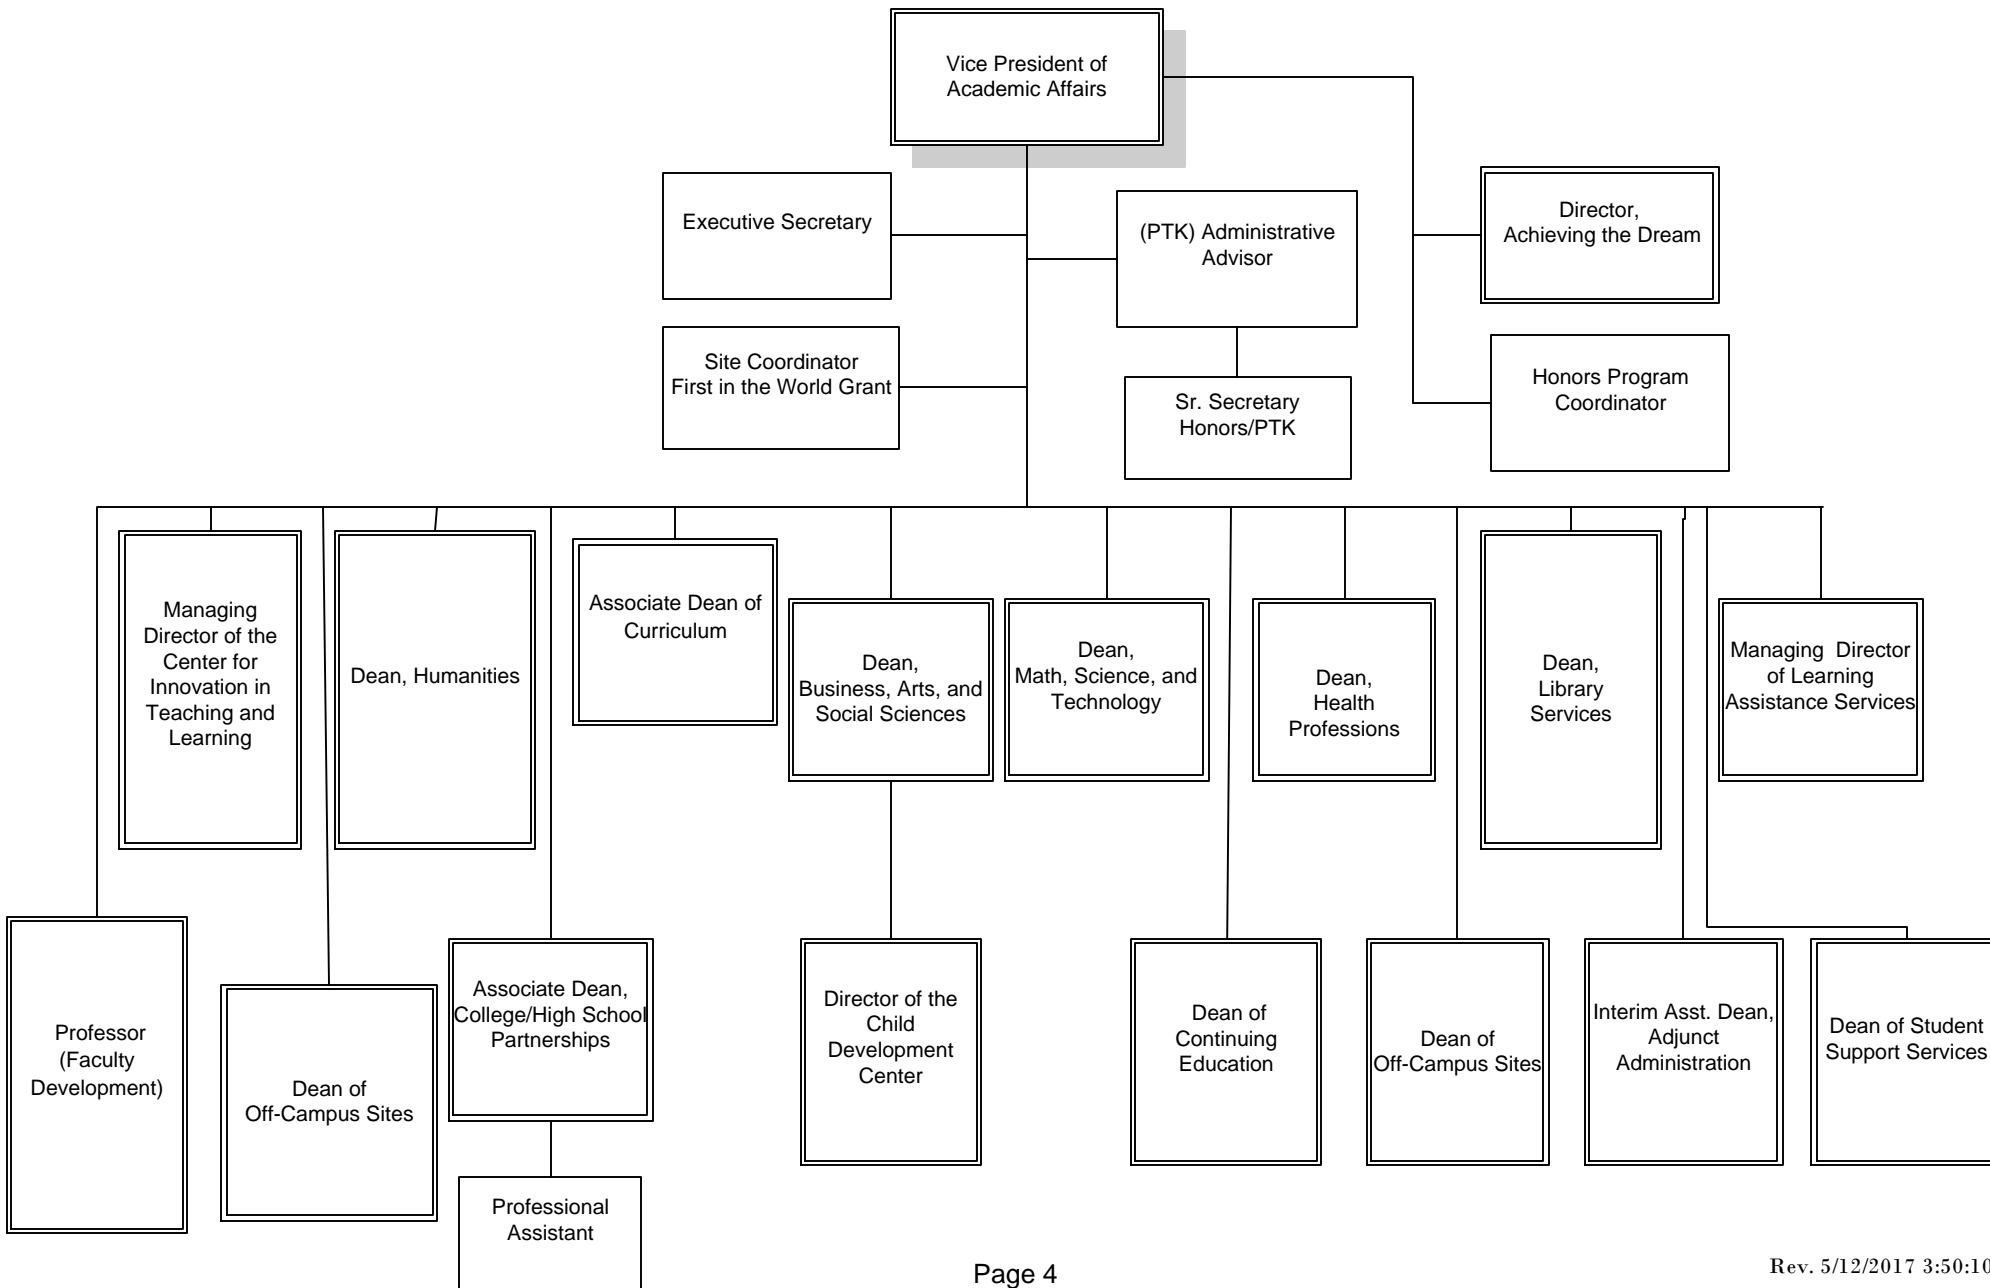 Vice President of
Academic Affairs
Executive Secretary
(PTK) Administrative
Advisor
Director,
Achieving the Dream
Site Coordinator
First in the World Grant
Sr. Secretary
Honors/PTK
Honors Program
Coordinator
Managing
Director of the
Center for
Innovation in
Teaching and
Learning
Dean, Humanities
Associate Dean of
Curriculum
Dean,
Business, Arts, and
Social Sciences
Dean,
Math, Science, and
Technology
Dean,
Health
Professions
Dean,
Library
Services
Managing  Director
of Learning
Assistance Services
Professor
(Faculty
Development)
Dean of
Off-Campus Sites
Associate Dean,
College/High School
Partnerships
Director of the
Child
Development
Center
Dean of
Continuing
Education
Dean of
Off-Campus Sites
Interim Asst. Dean,
Adjunct
Administration
Dean of Student
Support Services
Professional
Assistant
Page 4
Rev. 5/12/2017 3:50:10